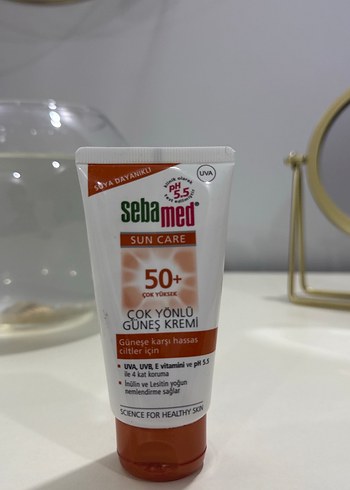 SUYA DAYANIKLI
klinik olarak
pH
5.5
UVA
sebamed®
SUN CARE
50+
ÇOK YÜKSEK
ÇOK YÖNLÜ
GÜNEŞ KREMİ
Güneşe karşı hassas
ciltler için
• UVA, UVB, E vitamini ve pH 5.5
ile 4 kat koruma
• İnülin ve Lesitin yoğun
nemlendirme sağlar
SCIENCE FOR HEALTHY SKIN